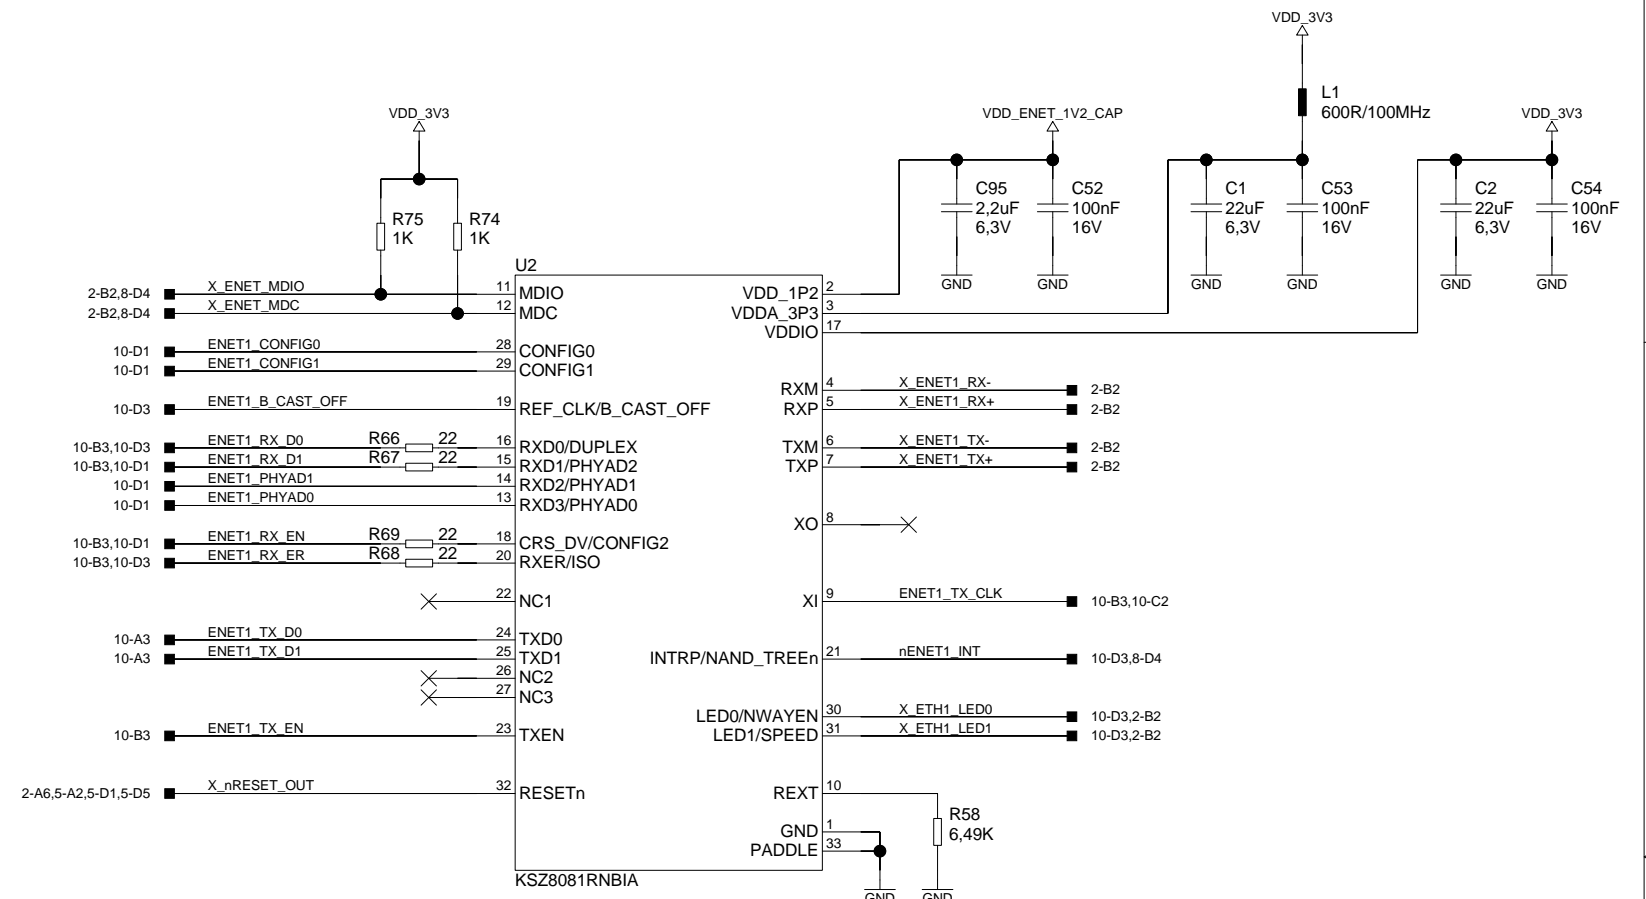 VDD_3V3
L1
600R/100MHz
VDD_3V3
VDD_ENET_1V2_CAP
VDD_3V3
R75
1K
R74
1K
C95
2,2uF
6,3V
C52
100nF
16V
C1
22uF
6,3V
C53
100nF
16V
C2
22uF
6,3V
C54
100nF
16V
GND
GND
GND
GND
GND
GND
U2
2-B2,8-D4 X_ENET_MDIO 11 MDIO
2-B2,8-D4 X_ENET_MDC 12 MDC
10-D1 ENET1_CONFIG0 28 CONFIG0
10-D1 ENET1_CONFIG1 29 CONFIG1
10-D3 ENET1_B_CAST_OFF 19 REF_CLK/B_CAST_OFF
10-B3,10-D3 ENET1_RX_D0 R66 22 16 RXD0/DUPLEX
10-B3,10-D1 ENET1_RX_D1 R67 22 15 RXD1/PHYAD2
10-D1 ENET1_PHYAD1 14 RXD2/PHYAD1
10-D1 ENET1_PHYAD0 13 RXD3/PHYAD0
10-B3,10-D1 ENET1_RX_EN R69 22 18 CRS_DV/CONFIG2
10-B3,10-D3 ENET1_RX_ER R68 22 20 RXER/ISO
22 NC1
10-A3 ENET1_TX_D0 24 TXD0
10-A3 ENET1_TX_D1 25 TXD1
26 NC2
27 NC3
10-B3 ENET1_TX_EN 23 TXEN
2-A6,5-A2,5-D1,5-D5 X_nRESET_OUT 32 RESETn
VDD_1P2 2
VDDA_3P3 3
VDDIO 17
RXM 4 X_ENET1_RX- 2-B2
RXP 5 X_ENET1_RX+ 2-B2
TXM 6 X_ENET1_TX- 2-B2
TXP 7 X_ENET1_TX+ 2-B2
XO 8
XI 9 ENET1_TX_CLK 10-B3,10-C2
INTRP/NAND_TREEn 21 nENET1_INT 10-D3,8-D4
LED0/NWAYEN 30 X_ETH1_LED0 10-D3,2-B2
LED1/SPEED 31 X_ETH1_LED1 10-D3,2-B2
REXT 10
R58
6,49K
GND 1
PADDLE 33
KSZ8081RNBIA
GND
GND